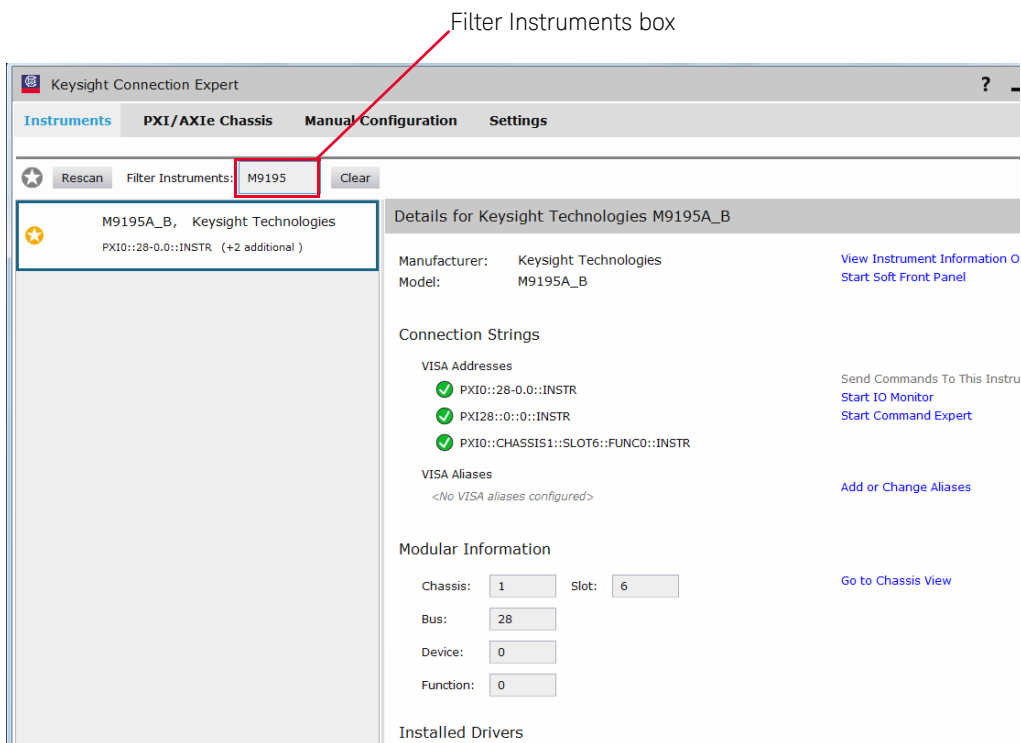 Filter Instruments box
Keysight Connection Expert ?
Instruments PXI/AXIe Chassis Manual Configuration Settings
Rescan Filter Instruments: M9195 Clear
M9195A_B, Keysight Technologies
PXI0::28-0.0::INSTR (+2 additional )
Details for Keysight Technologies M9195A_B
Manufacturer: Keysight Technologies
Model: M9195A_B
View Instrument Information O
Start Soft Front Panel
Connection Strings
VISA Addresses
PXI0::28-0.0::INSTR
PXI28::0::0::INSTR
PXI0::CHASSIS1::SLOT6::FUNC0::INSTR
Send Commands To This Instru
Start IO Monitor
Start Command Expert
VISA Aliases
<No VISA aliases configured>
Add or Change Aliases
Modular Information
Chassis: 1 Slot: 6
Go to Chassis View
Bus: 28
Device: 0
Function: 0
Installed Drivers